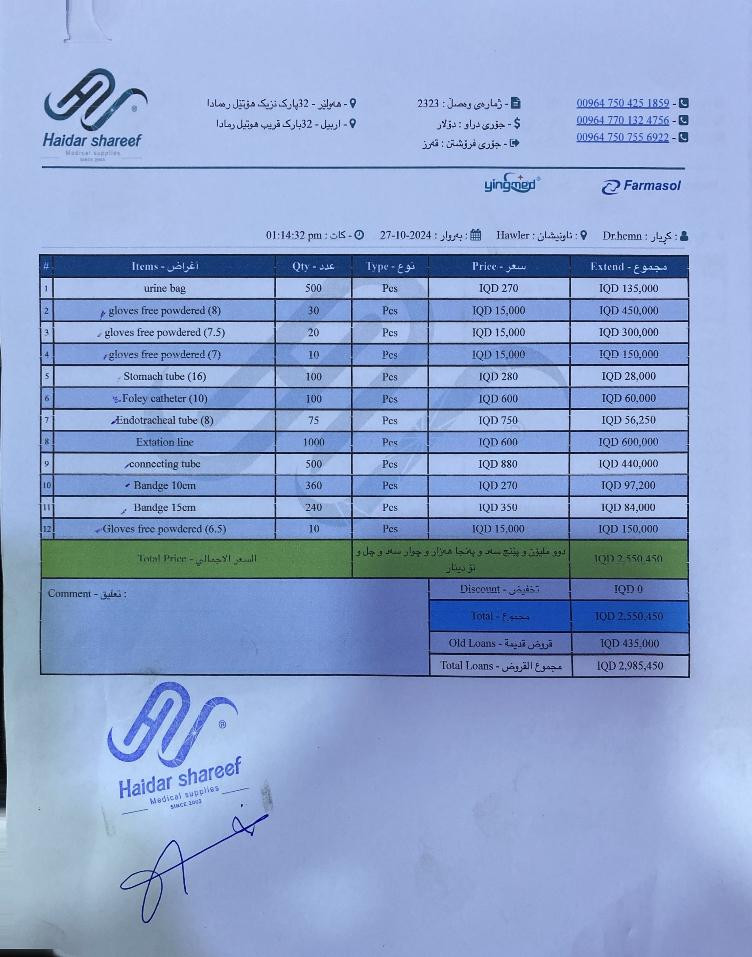 Haidar shareef
Medical supplies
SINCE 2003
📍 - هەولێر - 32پارک نزیک هۆتێل رەمادا
📍 - اربيل - 32بارك قريب هوتيل رمادا
ژمارەی وەصڵ : 2323
$ - جۆری دراو : دۆلار
جۆری فرۆشتن : قەرز
00964 750 425 1859 -
00964 770 132 4756 -
00964 750 755 6922 -
yingmed
Farmasol
کڕیار : Dr.hemn
ناونیشان : Hawler
بەروار : 27-10-2024
کات : 01:14:32 pm
# Items - أغراض Qty - عدد Type - نوع Price - سعر Extend - مجموع
1 urine bag 500 Pcs IQD 270 IQD 135,000
2 gloves free powdered (8) 30 Pcs IQD 15,000 IQD 450,000
3 gloves free powdered (7.5) 20 Pcs IQD 15,000 IQD 300,000
4 gloves free powdered (7) 10 Pcs IQD 15,000 IQD 150,000
5 Stomach tube (16) 100 Pcs IQD 280 IQD 28,000
6 Foley catheter (10) 100 Pcs IQD 600 IQD 60,000
7 Endotracheal tube (8) 75 Pcs IQD 750 IQD 56,250
8 Extation line 1000 Pcs IQD 600 IQD 600,000
9 connecting tube 500 Pcs IQD 880 IQD 440,000
10 Bandge 10cm 360 Pcs IQD 270 IQD 97,200
11 Bandge 15cm 240 Pcs IQD 350 IQD 84,000
12 Gloves free powdered (6.5) 10 Pcs IQD 15,000 IQD 150,000
Total Price - السعر الاجمالي
دوو ملیۆن و پێنج سەد و پەنجا هەزار و چوار سەد و چل و
نۆ دینار
IQD 2,550,450
Comment - تعليق :
Discount - تخفيض IQD 0
Total - مجموع IQD 2,550,450
Old Loans - قروض قديمة IQD 435,000
Total Loans - مجموع القروض IQD 2,985,450
Haidar shareef
Medical supplies
SINCE 2003